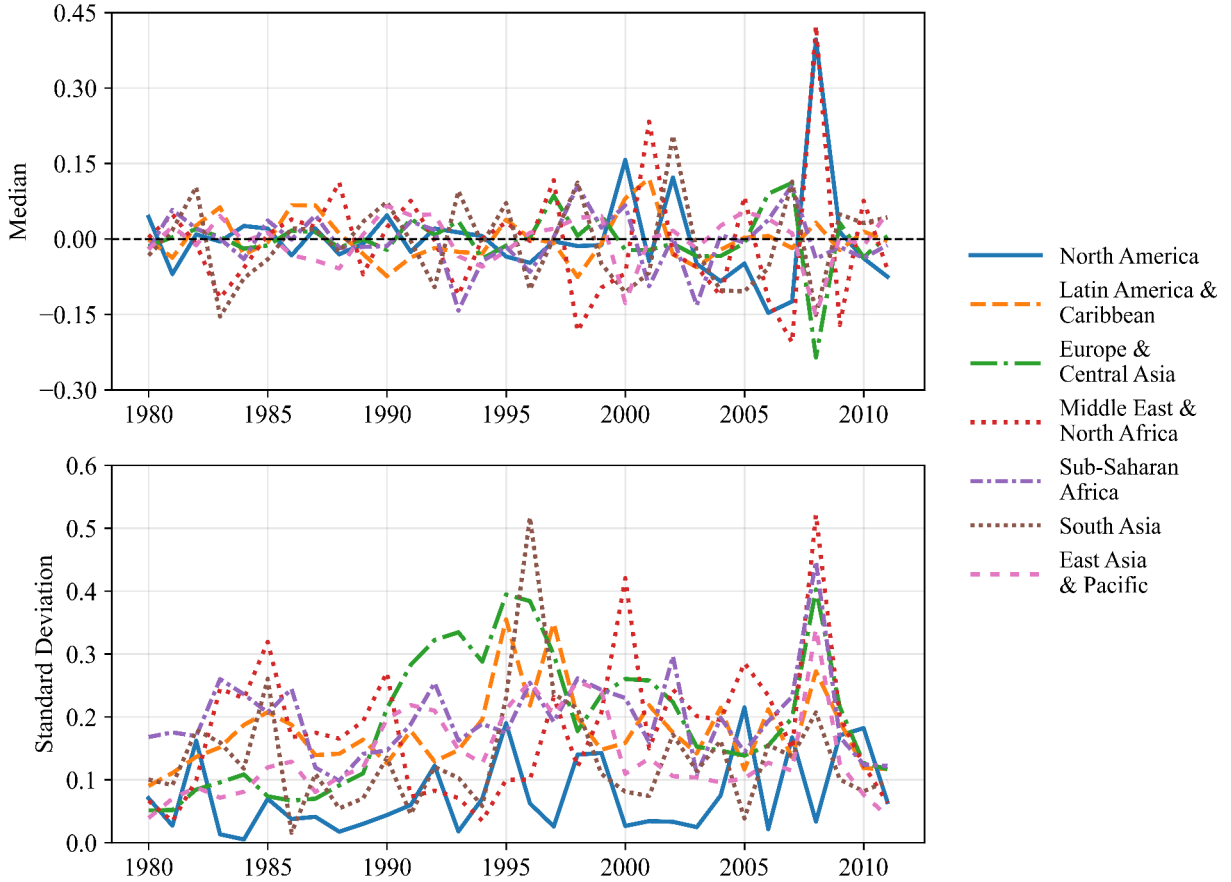 0.45
0.30
0.15
0.00
−0.15
−0.30
Median
1980 1985 1990 1995 2000 2005 2010
0.6
0.5
0.4
0.3
0.2
0.1
0.0
Standard Deviation
1980 1985 1990 1995 2000 2005 2010
North America
Latin America &
Caribbean
Europe &
Central Asia
Middle East &
North Africa
Sub-Saharan
Africa
South Asia
East Asia
& Pacific